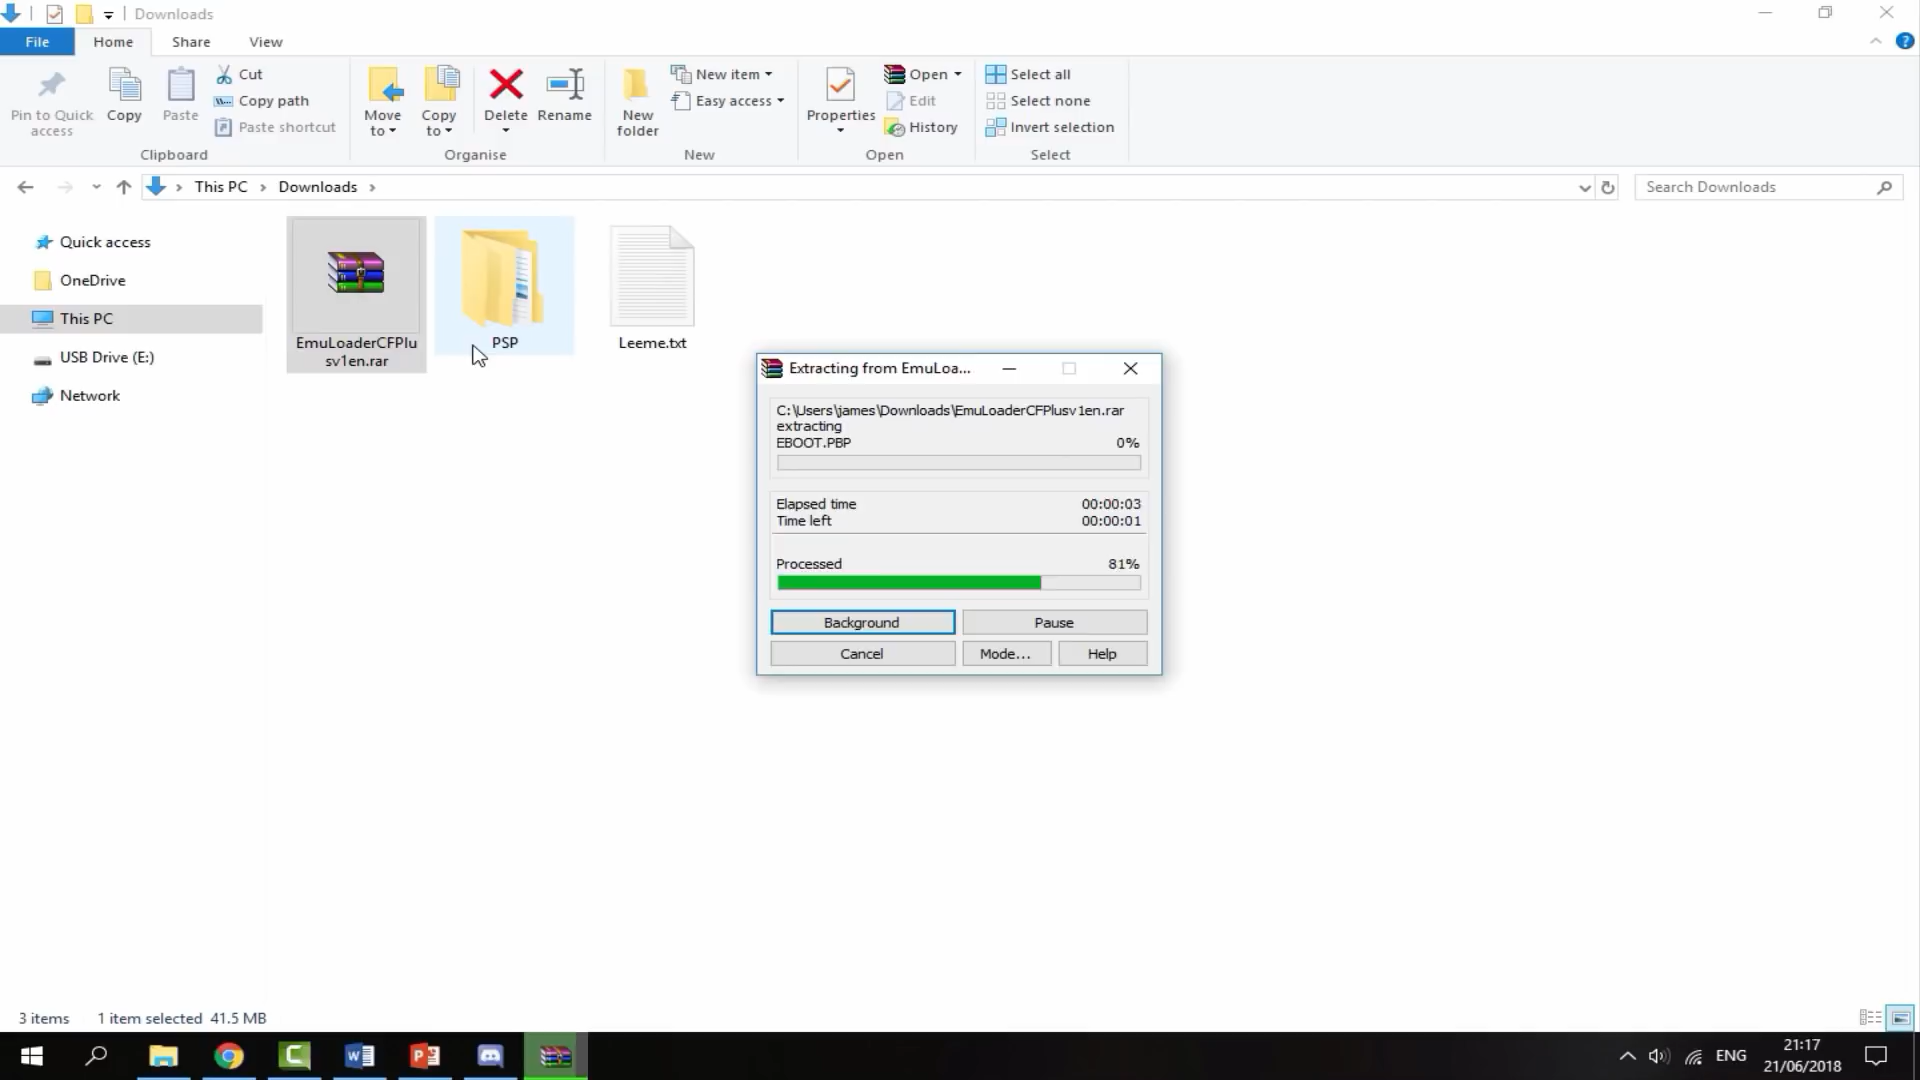 Downloads
File Home Share View
Pin to Quick access
Copy
Paste
Cut
Copy path
Paste shortcut
Clipboard
Move to
Copy to
Delete
Rename
Organise
New folder
New item
Easy access
New
Properties
Open
Edit
History
Open
Select all
Select none
Invert selection
Select
This PC Downloads
Search Downloads
Quick access
OneDrive
This PC
USB Drive (E:)
Network
EmuLoaderCFPlu
sv1en.rar
PSP
Leeme.txt
Extracting from EmuLoa...
C:\Users\james\Downloads\EmuLoaderCFPlusv1en.rar
extracting
EBOOT.PBP 0%
Elapsed time 00:00:03
Time left 00:00:01
Processed 81%
Background Pause
Cancel Mode... Help
3 items 1 item selected 41.5 MB
ENG
21:17
21/06/2018